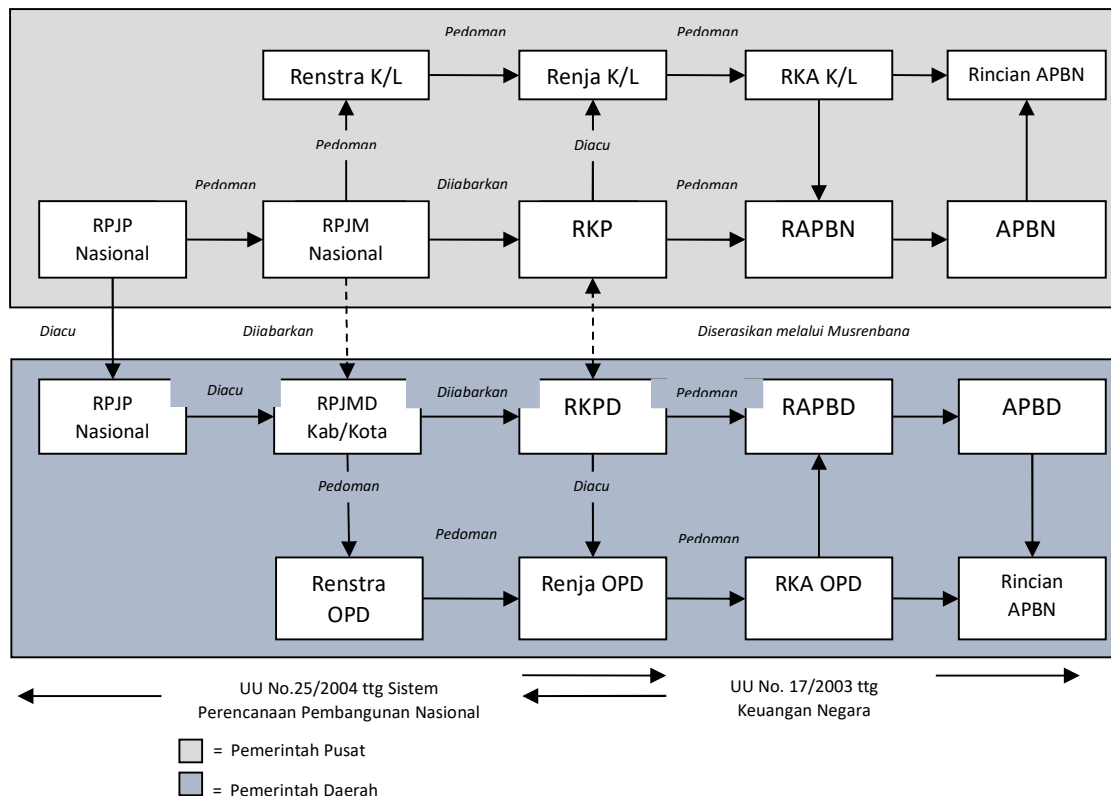 Pedoman
Pedoman
Renstra K/L
Renja K/L
RKA K/L
Rincian APBN
Pedoman
Diacu
Pedoman
Diiabarkan
Pedoman
RPJP
Nasional
RPJM
Nasional
RKP
RAPBN
APBN
Diacu
Diiabarkan
Diserasikan melalui Musrenbana
RPJP
Nasional
Diacu
RPJMD
Kab/Kota
Diiabarkan
RKPD
Pedoman
RAPBD
APBD
Pedoman
Diacu
Pedoman
Pedoman
Renstra
OPD
Renja OPD
RKA OPD
Rincian
APBN
UU No.25/2004 ttg Sistem
Perencanaan Pembangunan Nasional
UU No. 17/2003 ttg
Keuangan Negara
= Pemerintah Pusat
= Pemerintah Daerah